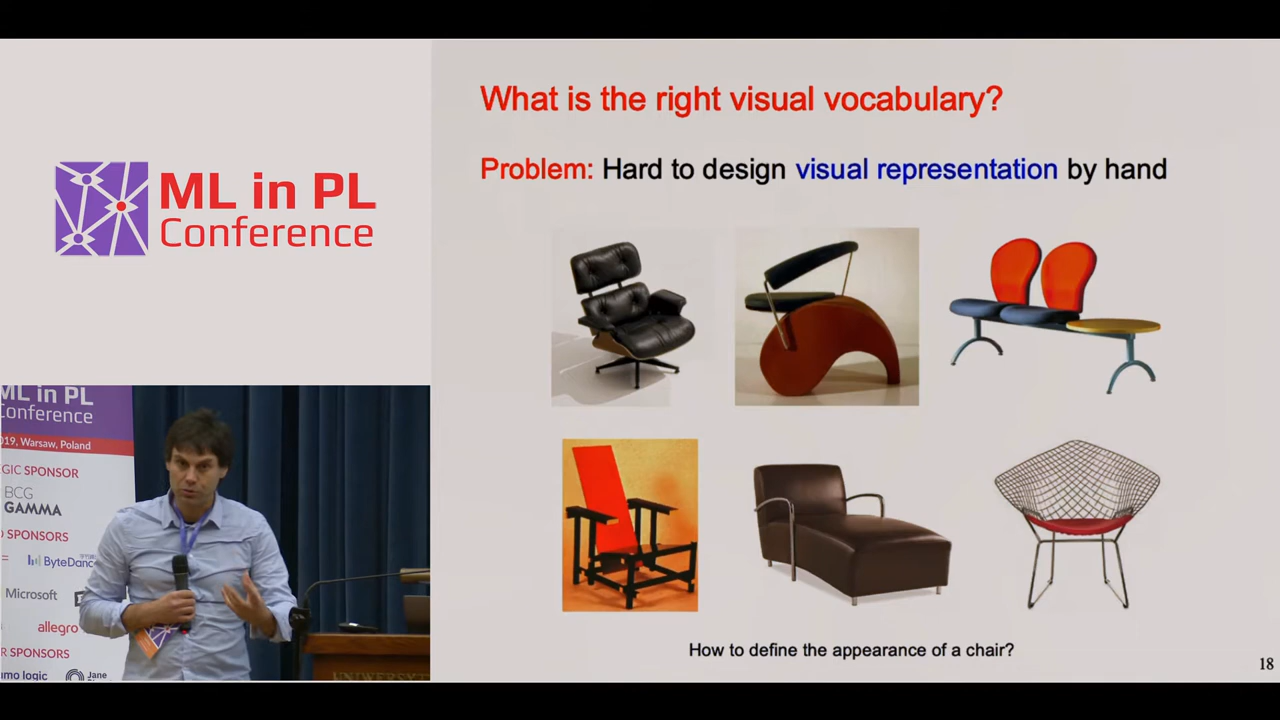 ML in PL
Conference
What is the right visual vocabulary?
Problem: Hard to design visual representation by hand
How to define the appearance of a chair?
18
ML in PL
Conference
2019, Warsaw, Poland
SPONSOR
BCG
GAMMA
SPONSORS
Microsoft
allegro
SPONSORS
logic
Jane